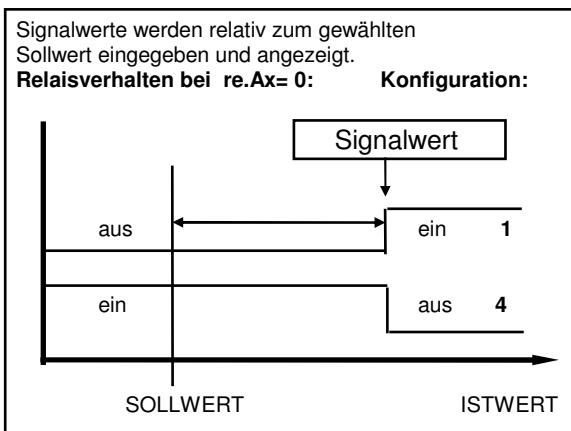 Signalwerte werden relativ zum gewählten
Sollwert eingegeben und angezeigt.
Relaisverhalten bei re.Ax= 0: Konfiguration:
Signalwert
aus ein 1
ein aus 4
SOLLWERT ISTWERT